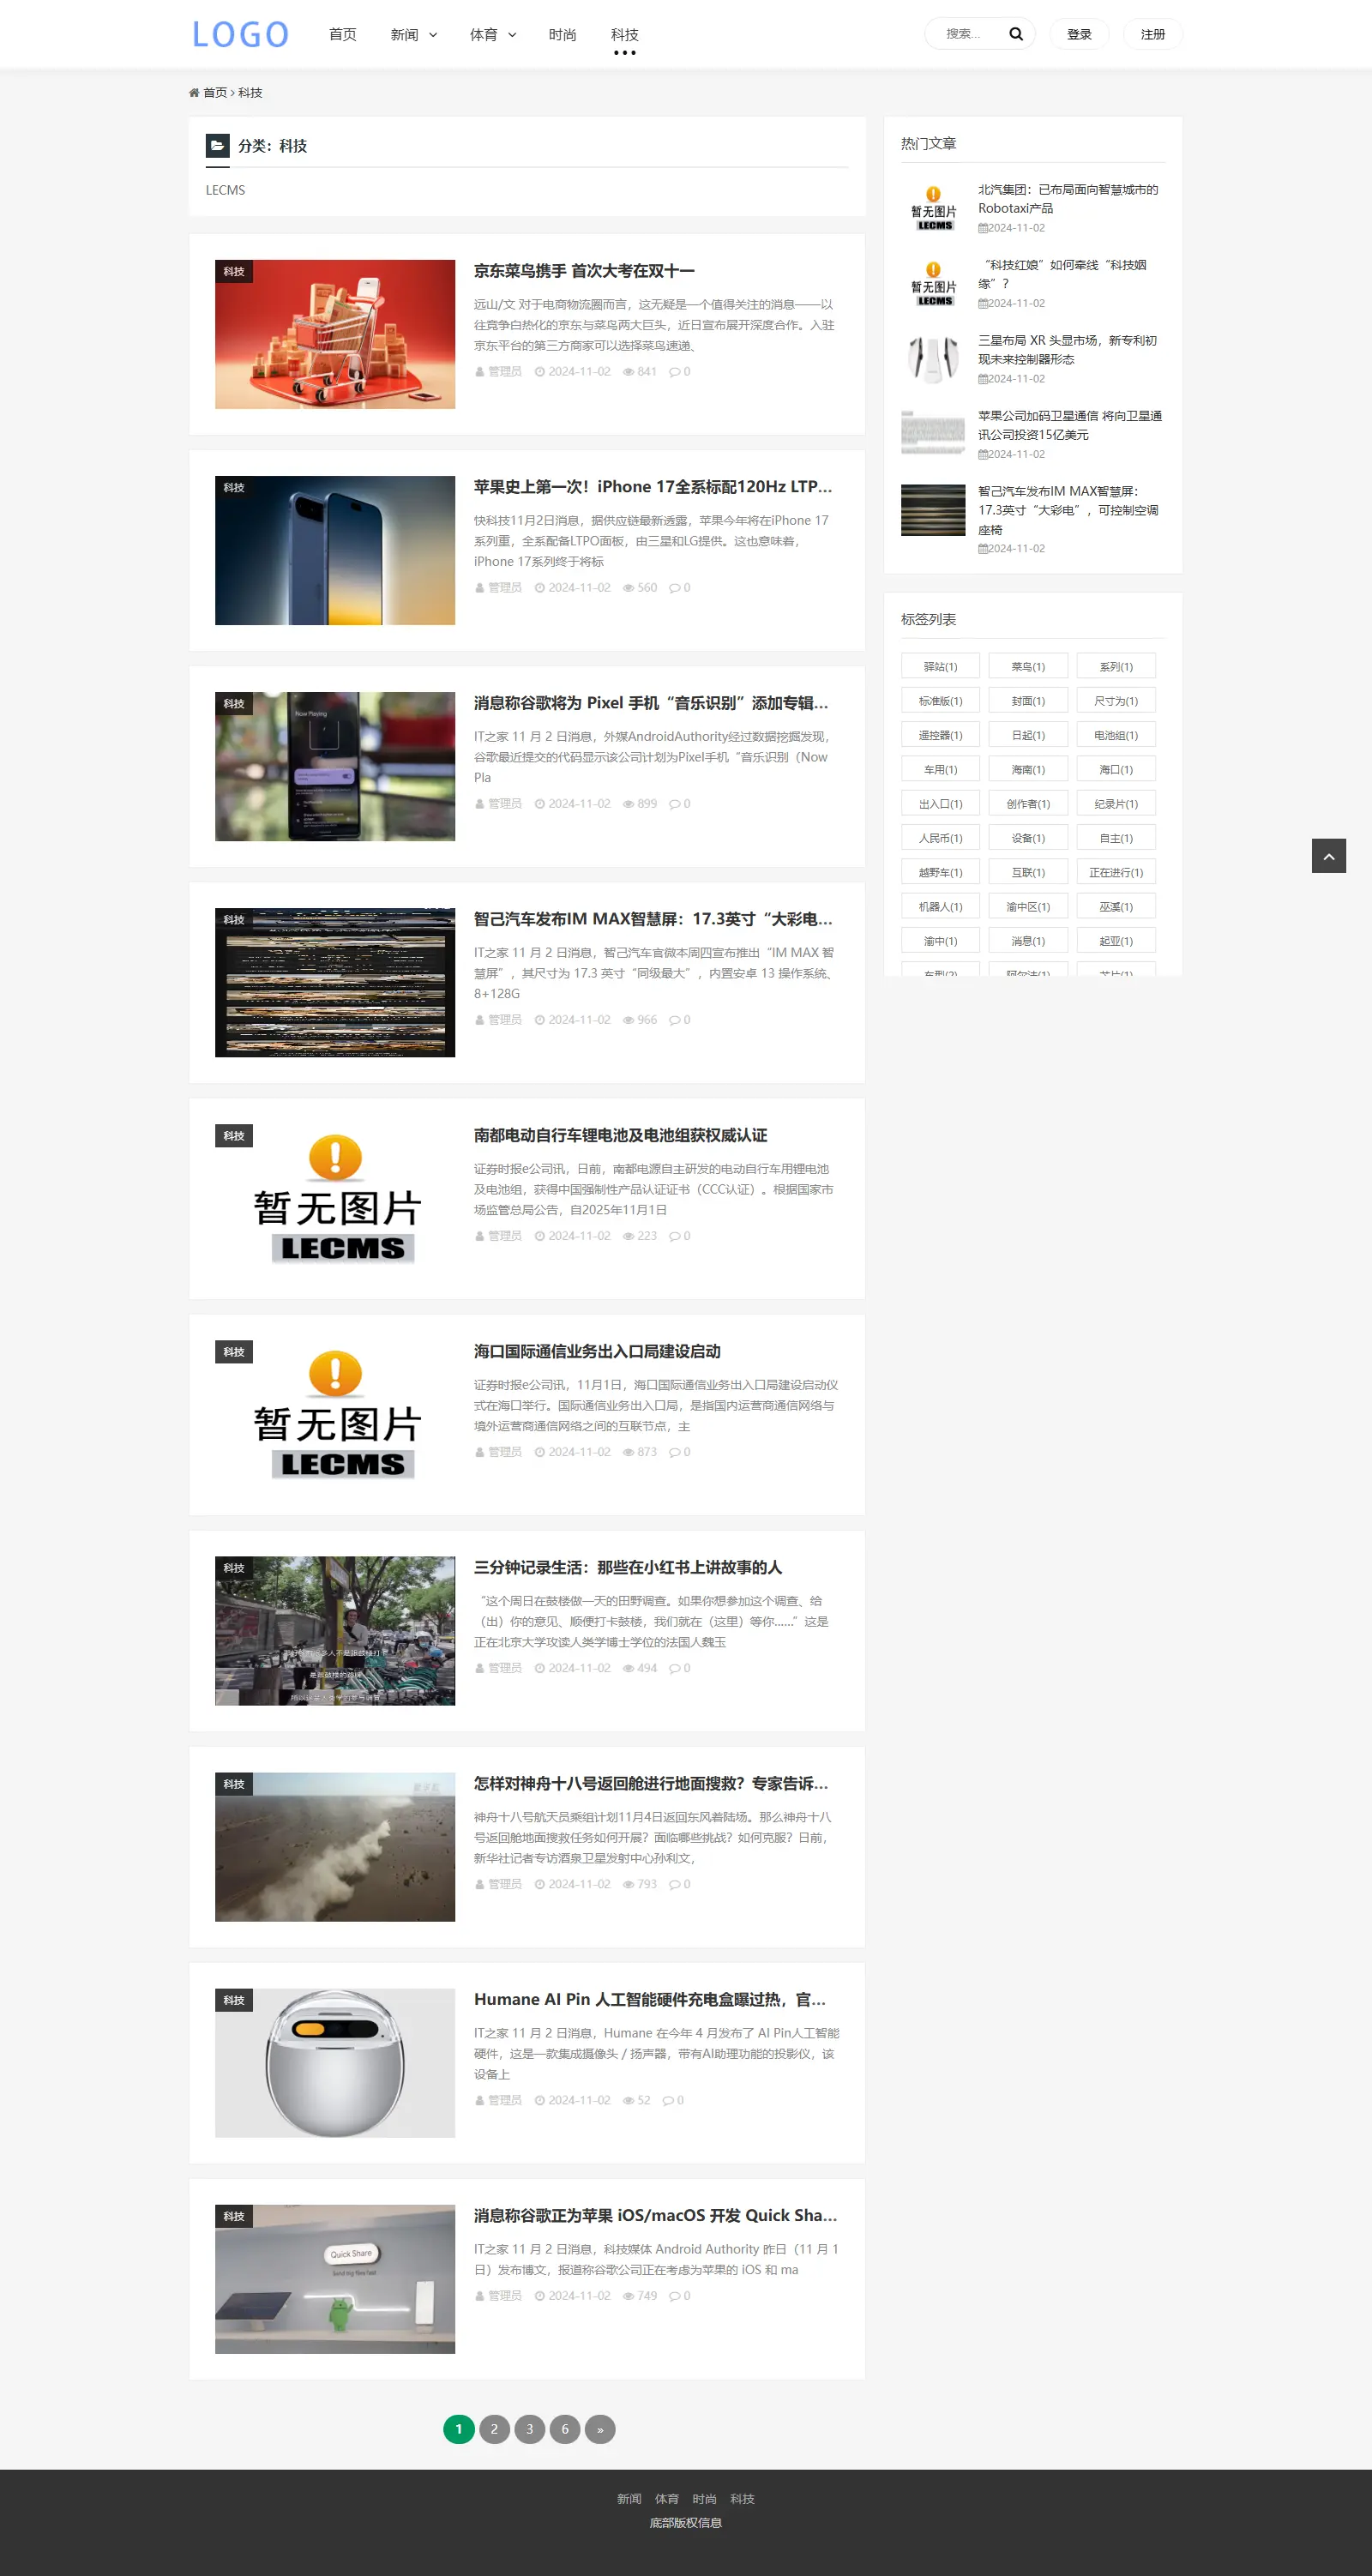 LOGO
首页
新闻
体育
时尚
科技
搜索...
登录
注册
首页 › 科技
分类：科技
LECMS
科技
京东菜鸟携手 首次大考在双十一
远山/文 对于电商物流圈而言，这无疑是一个值得关注的消息——以
往竞争白热化的京东与菜鸟两大巨头，近日宣布展开深度合作。入驻
京东平台的第三方商家可以选择菜鸟速递、
管理员 2024-11-02 841 0
科技
苹果史上第一次！iPhone 17全系标配120Hz LTP...
快科技11月2日消息，据供应链最新透露，苹果今年将在iPhone 17
系列重，全系配备LTPO面板，由三星和LG提供。这也意味着，
iPhone 17系列终于将标
管理员 2024-11-02 560 0
科技
Now Playing
消息称谷歌将为 Pixel 手机“音乐识别”添加专辑...
IT之家 11 月 2 日消息，外媒AndroidAuthority经过数据挖掘发现，
谷歌最近提交的代码显示该公司计划为Pixel手机“音乐识别（Now
Pla
管理员 2024-11-02 899 0
科技
智己汽车发布IM MAX智慧屏：17.3英寸“大彩电...
IT之家 11 月 2 日消息，智己汽车官微本周四宣布推出“IM MAX 智
慧屏”，其尺寸为 17.3 英寸“同级最大”，内置安卓 13 操作系统、
8+128G
管理员 2024-11-02 966 0
科技
暂无图片
LECMS
南都电动自行车锂电池及电池组获权威认证
证券时报e公司讯，日前，南都电源自主研发的电动自行车用锂电池
及电池组，获得中国强制性产品认证证书（CCC认证）。根据国家市
场监管总局公告，自2025年11月1日
管理员 2024-11-02 223 0
科技
暂无图片
LECMS
海口国际通信业务出入口局建设启动
证券时报e公司讯，11月1日，海口国际通信业务出入口局建设启动仪
式在海口举行。国际通信业务出入口局，是指国内运营商通信网络与
境外运营商通信网络之间的互联节点，主
管理员 2024-11-02 873 0
科技
三分钟记录生活：那些在小红书上讲故事的人
“这个周日在鼓楼做一天的田野调查。如果你想参加这个调查、给
（出）你的意见、顺便打卡鼓楼，我们就在（这里）等你……”这是
正在北京大学攻读人类学博士学位的法国人魏玉
管理员 2024-11-02 494 0
科技
怎样对神舟十八号返回舱进行地面搜救？专家告诉...
神舟十八号航天员乘组计划11月4日返回东风着陆场。那么神舟十八
号返回舱地面搜救任务如何开展？面临哪些挑战？如何克服？日前，
新华社记者专访酒泉卫星发射中心孙利文，
管理员 2024-11-02 793 0
科技
Humane AI Pin 人工智能硬件充电盒曝过热，官...
IT之家 11 月 2 日消息，Humane 在今年 4 月发布了 AI Pin人工智能
硬件，这是一款集成摄像头 / 扬声器，带有AI助理功能的投影仪，该
设备上
管理员 2024-11-02 52 0
科技
Quick Share
消息称谷歌正为苹果 iOS/macOS 开发 Quick Sha...
IT之家 11 月 2 日消息，科技媒体 Android Authority 昨日（11 月 1
日）发布博文，报道称谷歌公司正在考虑为苹果的 iOS 和 ma
管理员 2024-11-02 749 0
1 2 3 6 »
热门文章
暂无图片
LECMS
北汽集团：已布局面向智慧城市的
Robotaxi产品
2024-11-02
暂无图片
LECMS
“科技红娘”如何牵线“科技姻
缘”？
2024-11-02
三星布局 XR 头显市场，新专利初
现未来控制器形态
2024-11-02
苹果公司加码卫星通信 将向卫星通
讯公司投资15亿美元
2024-11-02
智己汽车发布IM MAX智慧屏：
17.3英寸“大彩电”，可控制空调
座椅
2024-11-02
标签列表
驿站(1) 菜鸟(1) 系列(1)
标准版(1) 封面(1) 尺寸为(1)
遥控器(1) 日起(1) 电池组(1)
车用(1) 海南(1) 海口(1)
出入口(1) 创作者(1) 纪录片(1)
人民币(1) 设备(1) 自主(1)
越野车(1) 互联(1) 正在进行(1)
机器人(1) 渝中区(1) 巫溪(1)
渝中(1) 消息(1) 起亚(1)
新闻 体育 时尚 科技
底部版权信息